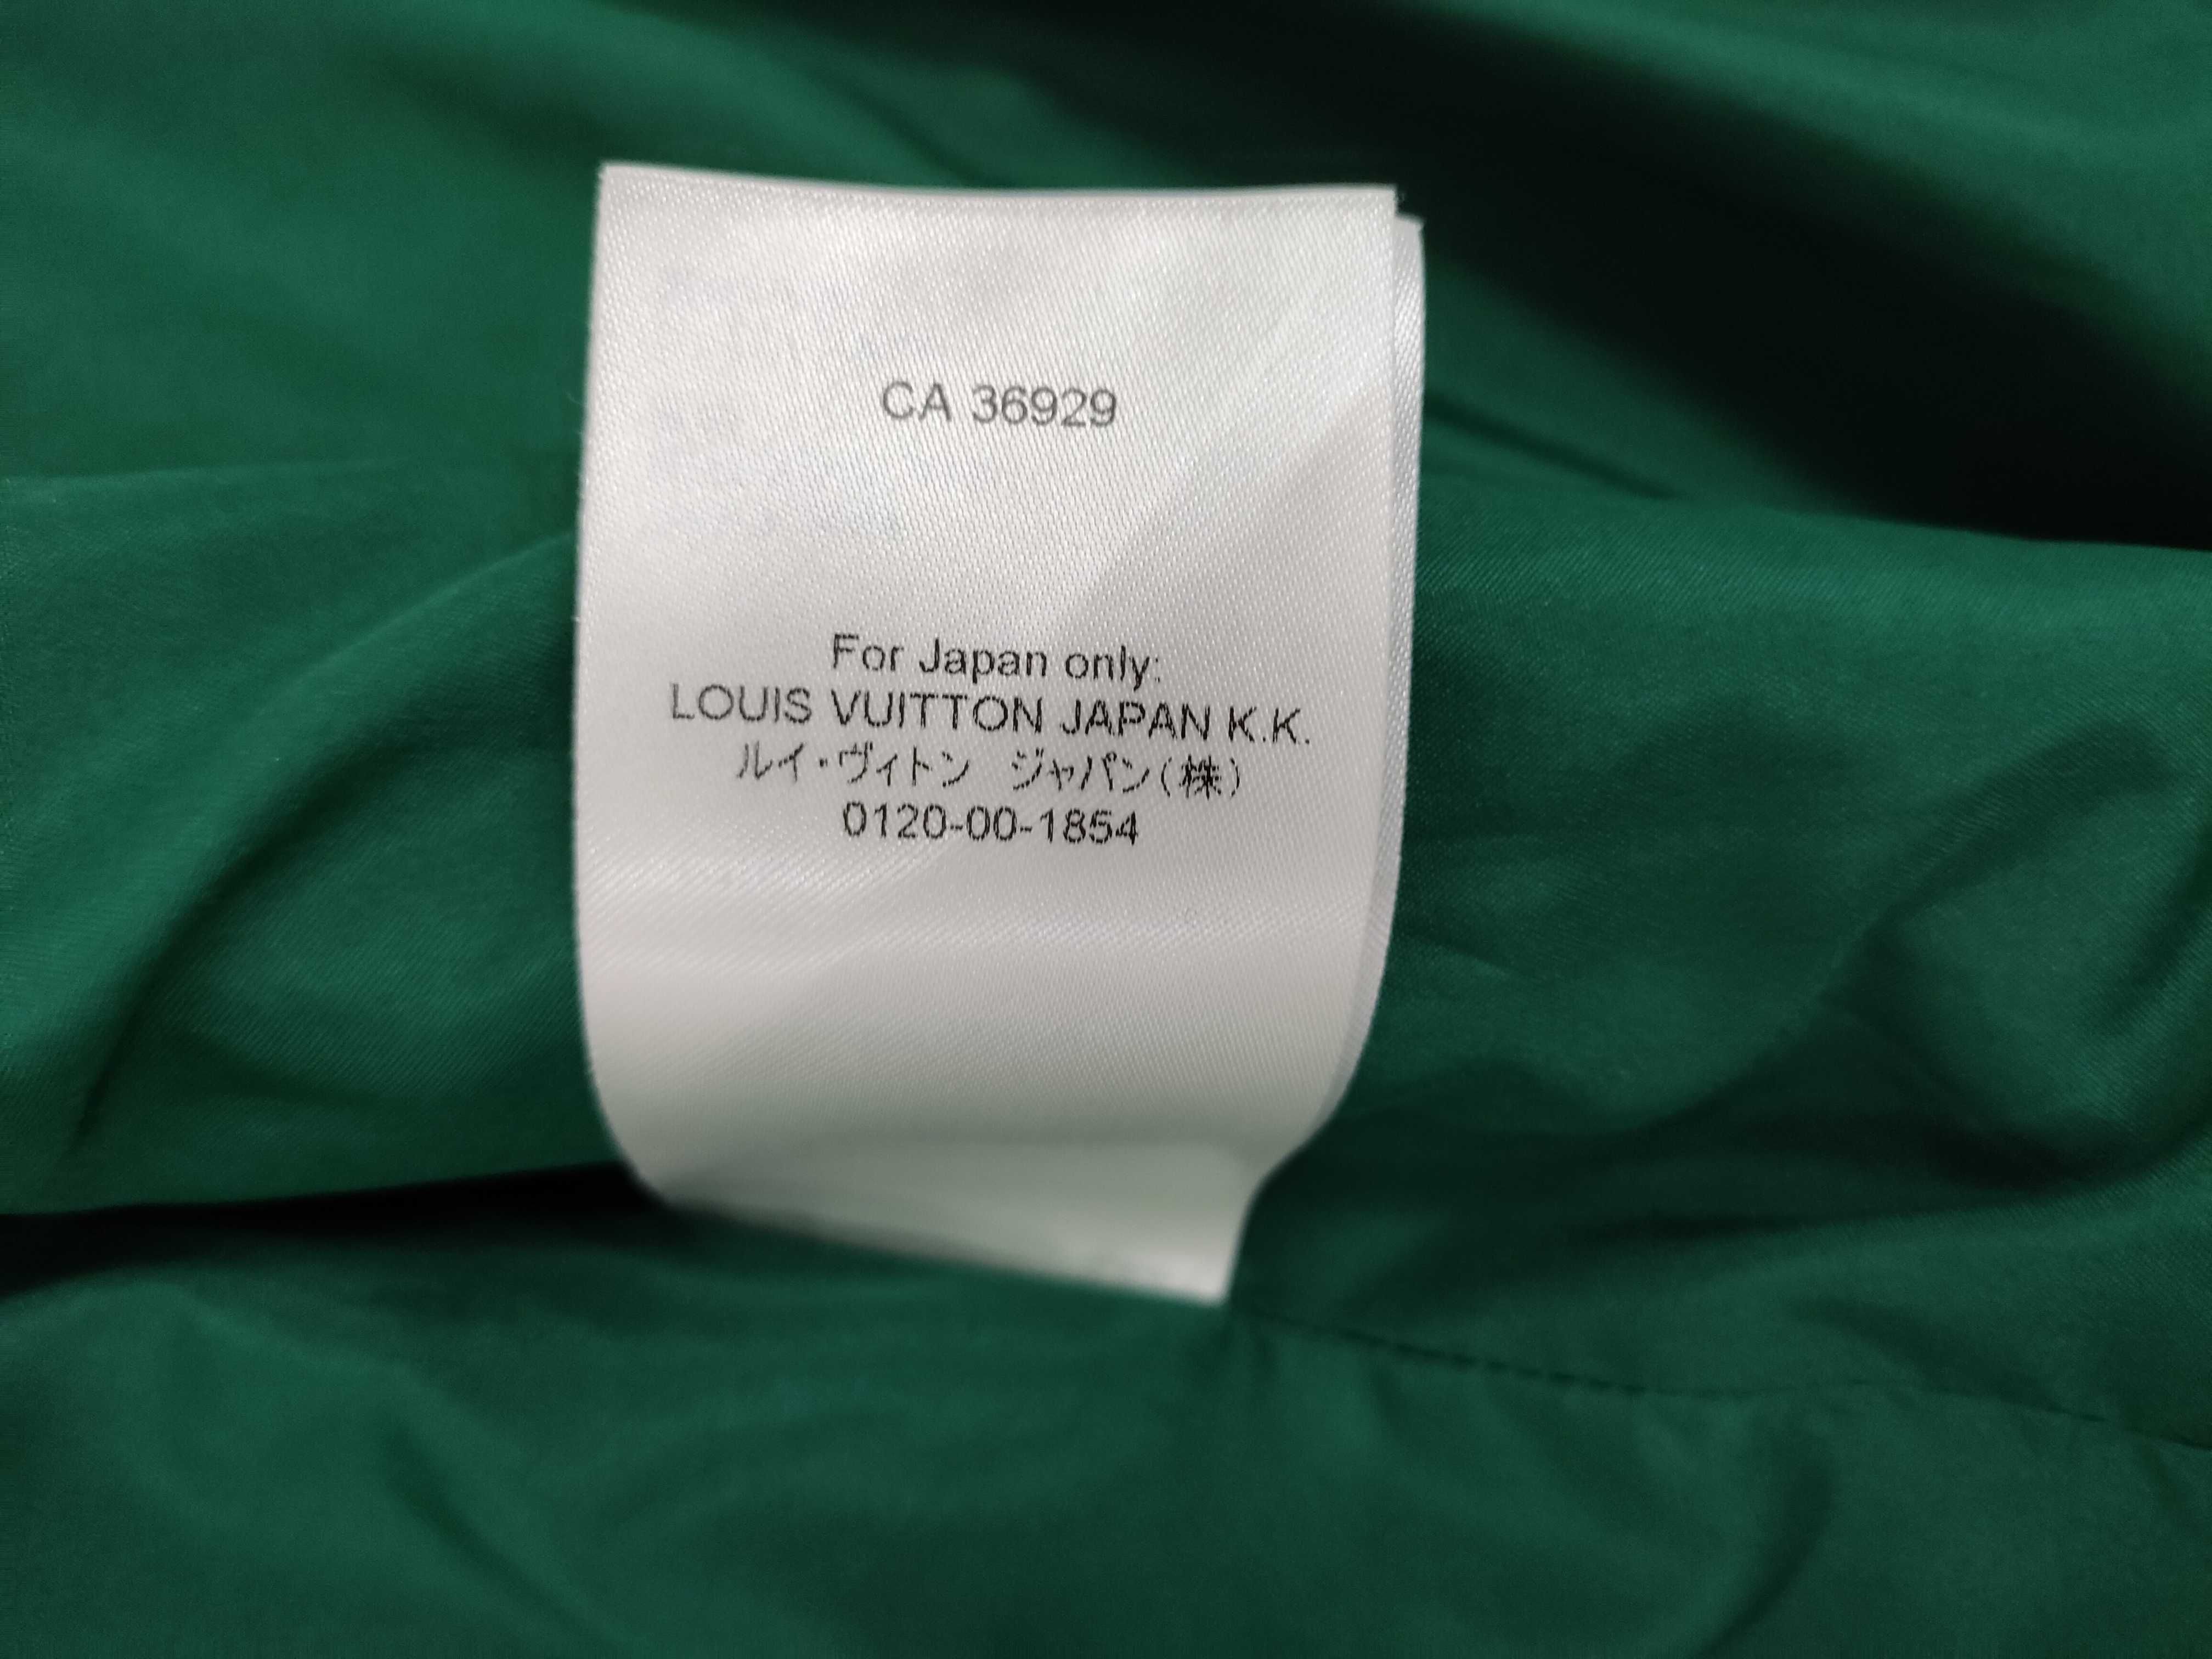 CA 36929
For Japan only:
LOUIS VUITTON JAPAN K.K.
ルイ・ヴィトン　ジャパン(株)
0120-00-1854